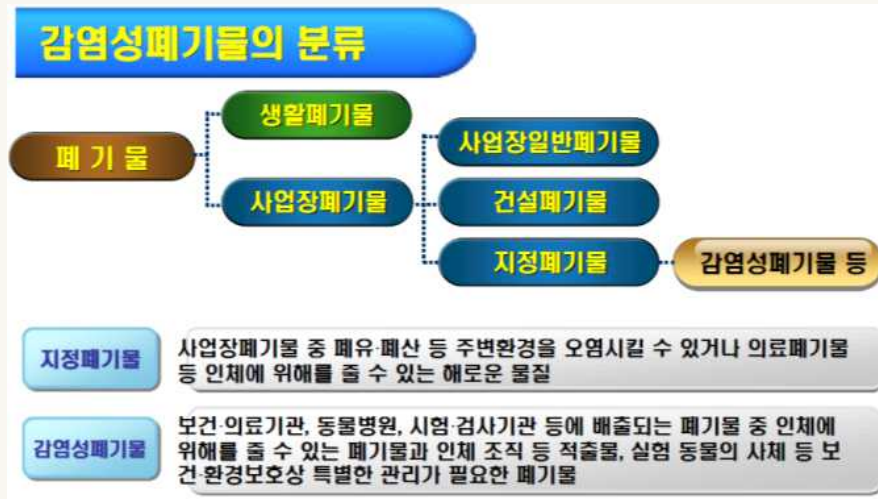 감염성폐기물의 분류
생활폐기물
폐 기 물
사업장폐기물
사업장일반폐기물
건설폐기물
지정폐기물
감염성폐기물 등
지정폐기물
사업장폐기물 중 폐유·폐산 등 주변환경을 오염시킬 수 있거나 의료폐기물
등 인체에 위해를 줄 수 있는 해로운 물질
감염성폐기물
보건·의료기관, 동물병원, 시험·검사기관 등에 배출되는 폐기물 중 인체에
위해를 줄 수 있는 폐기물과 인체 조직 등 적출물, 실험 동물의 사체 등 보
건·환경보호상 특별한 관리가 필요한 폐기물